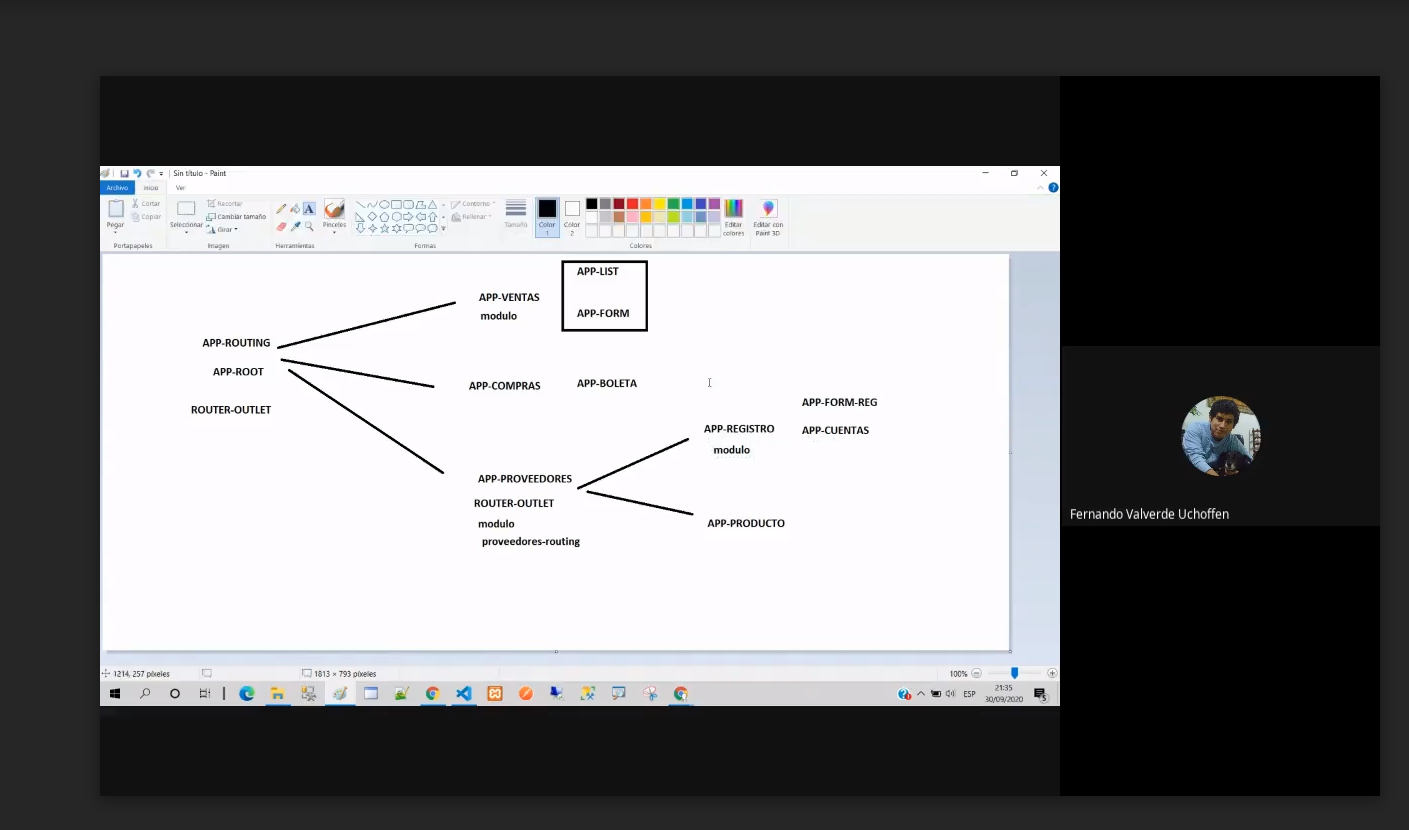 Sin título - Paint
Archivo Inicio Ver
Pegar
Cortar
Copiar
Portapapeles
Seleccionar
Recortar
Cambiar tamaño
Girar
Imagen
A
Pinceles
Herramientas
Contorno
Rellenar
Formas
Tamaño
Color 1
Color 2
Editar colores
Editar con Paint 3D
Colores
APP-LIST
APP-VENTAS
modulo
APP-FORM
APP-ROUTING
APP-ROOT
ROUTER-OUTLET
APP-COMPRAS
APP-BOLETA
APP-FORM-REG
APP-REGISTRO
APP-CUENTAS
modulo
APP-PROVEEDORES
ROUTER-OUTLET
modulo
proveedores-routing
APP-PRODUCTO
Fernando Valverde Uchoffen
1214, 257 píxeles
1813 × 793 píxeles
100%
ESP
21:35
30/09/2020